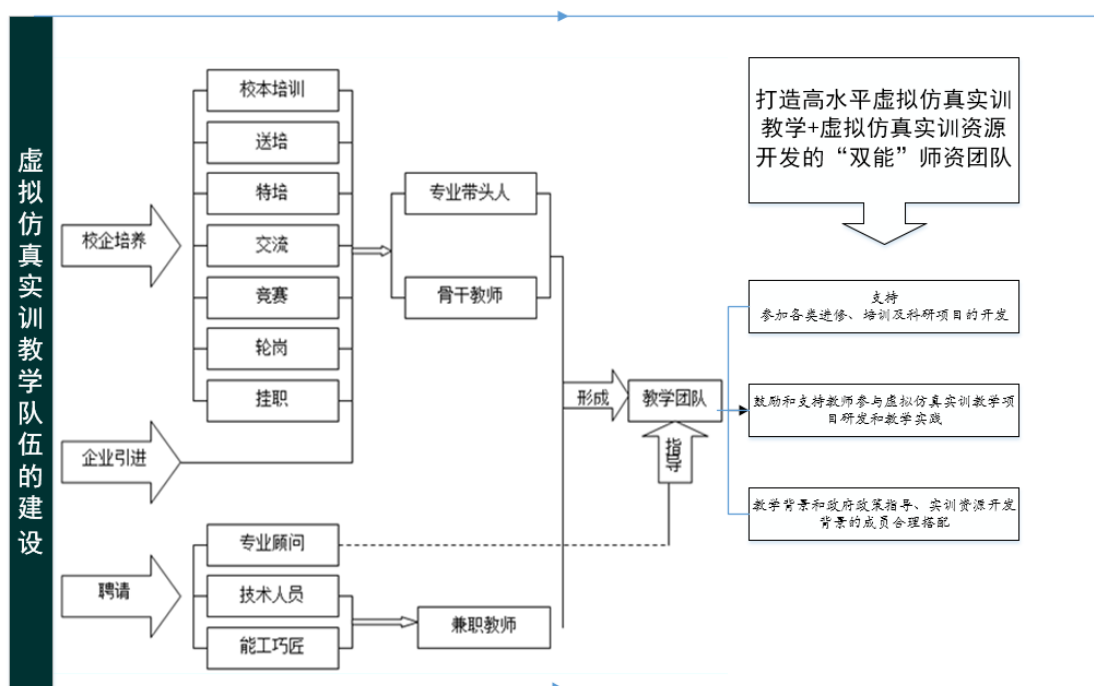 虚拟仿真实训教学队伍的建设
校企培养
校本培训
送培
特培
交流
竞赛
轮岗
挂职
企业引进
专业带头人
骨干教师
聘请
专业顾问
技术人员
能工巧匠
兼职教师
形成
教学团队
指导
打造高水平虚拟仿真实训
教学+虚拟仿真实训资源
开发的“双能”师资团队
支持
参加各类进修、培训及科研项目的开发
鼓励和支持教师参与虚拟仿真实训教学项
目研发和教学实践
教学背景和政府政策指导、实训资源开发
背景的成员合理搭配